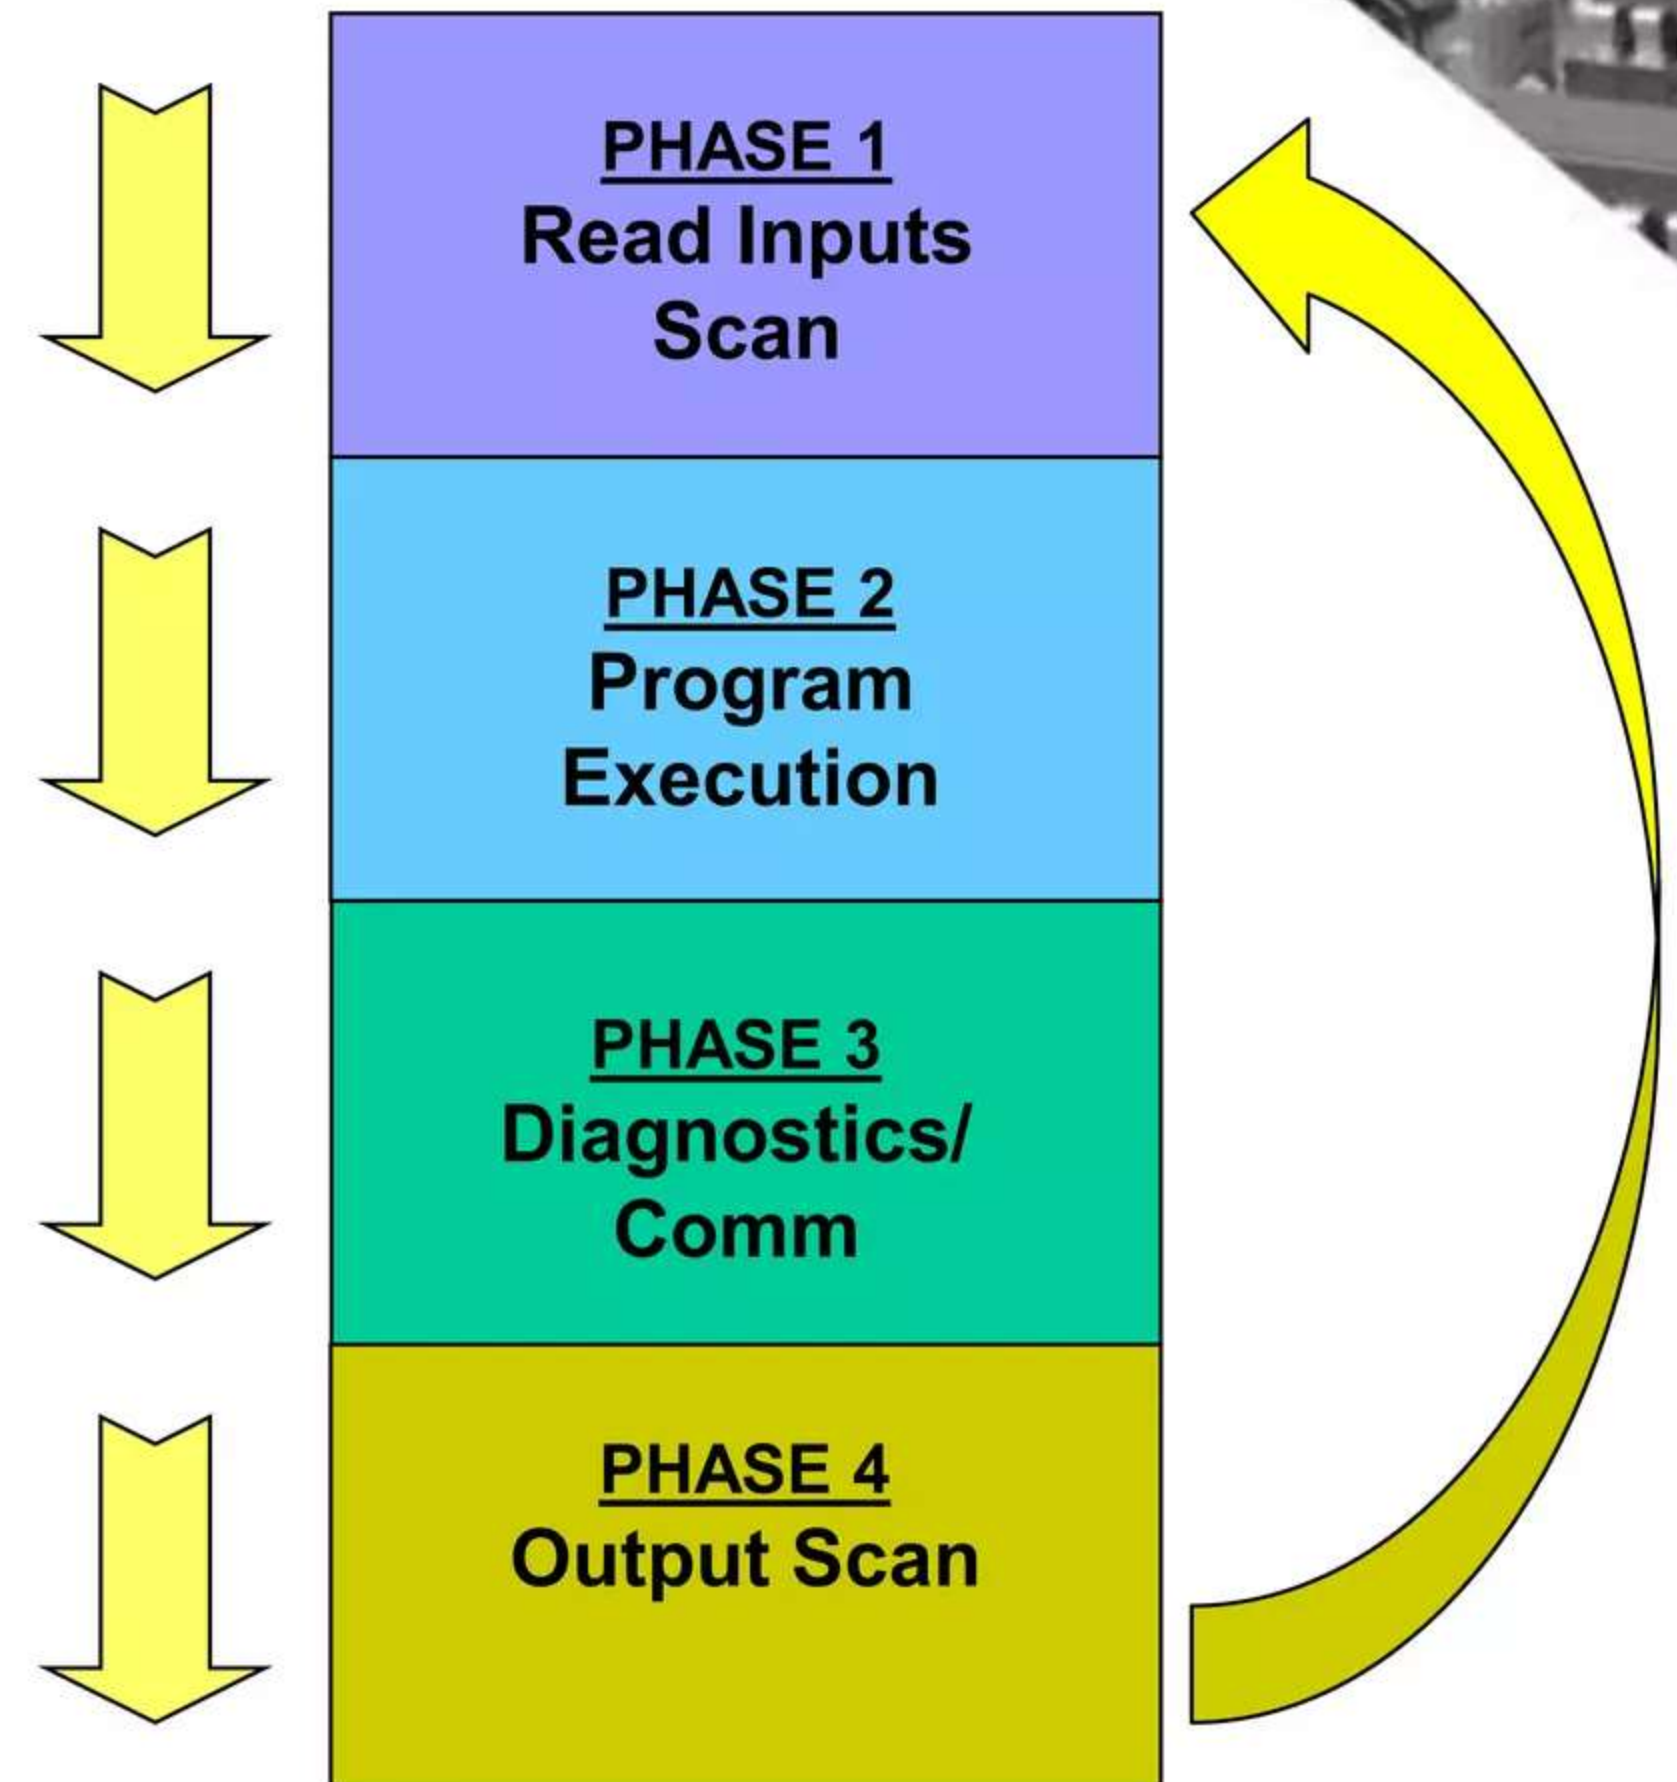 PHASE 1
Read Inputs
Scan
PHASE 2
Program
Execution
PHASE 3
Diagnostics/
Comm
PHASE 4
Output Scan